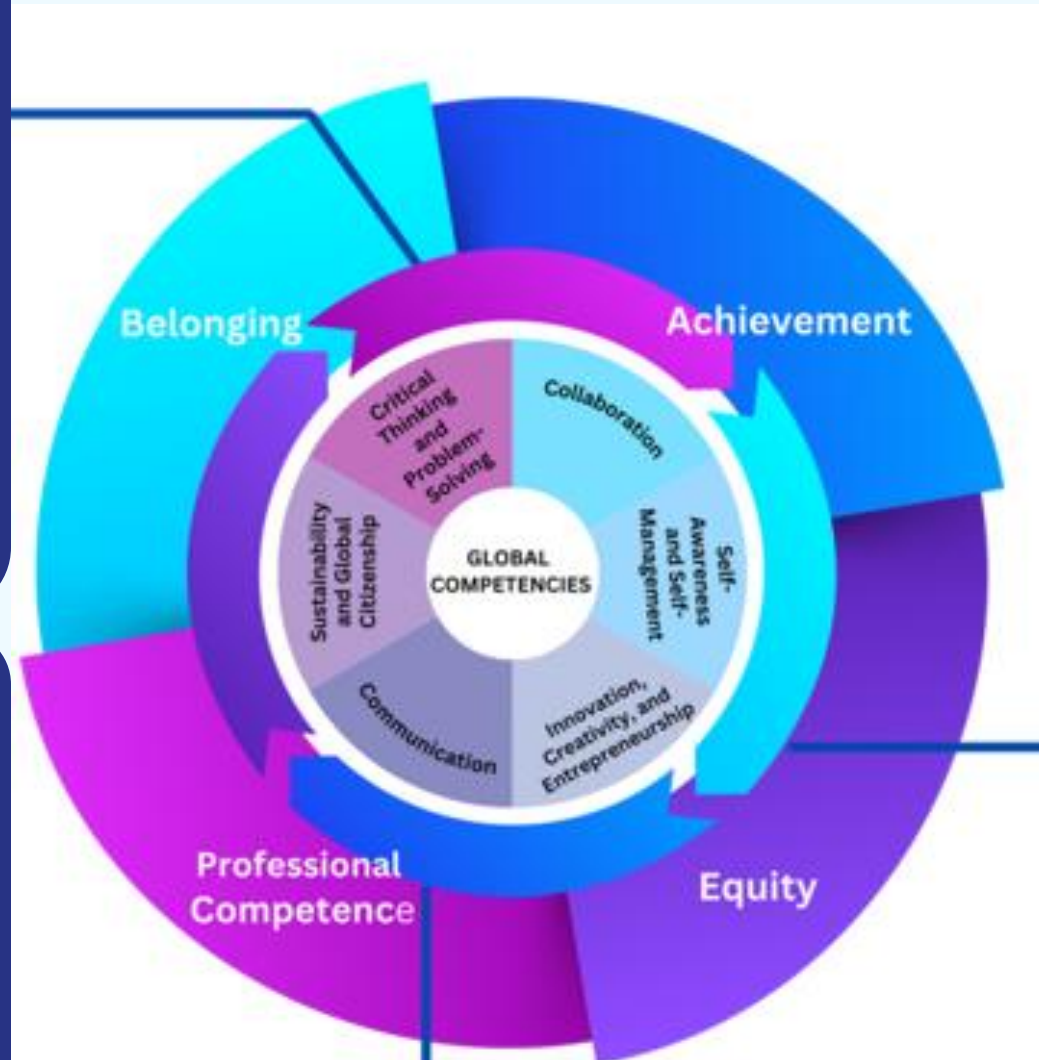 Belonging
Achievement
Critical
Thinking
and
Problem-
Solving
Collaboration
Self-
Awareness
and Self-
Management
Innovation,
Creativity, and
Entrepreneurship
Communication
Sustainability
and Global
Citizenship
GLOBAL
COMPETENCIES
Professional
Competence
Equity